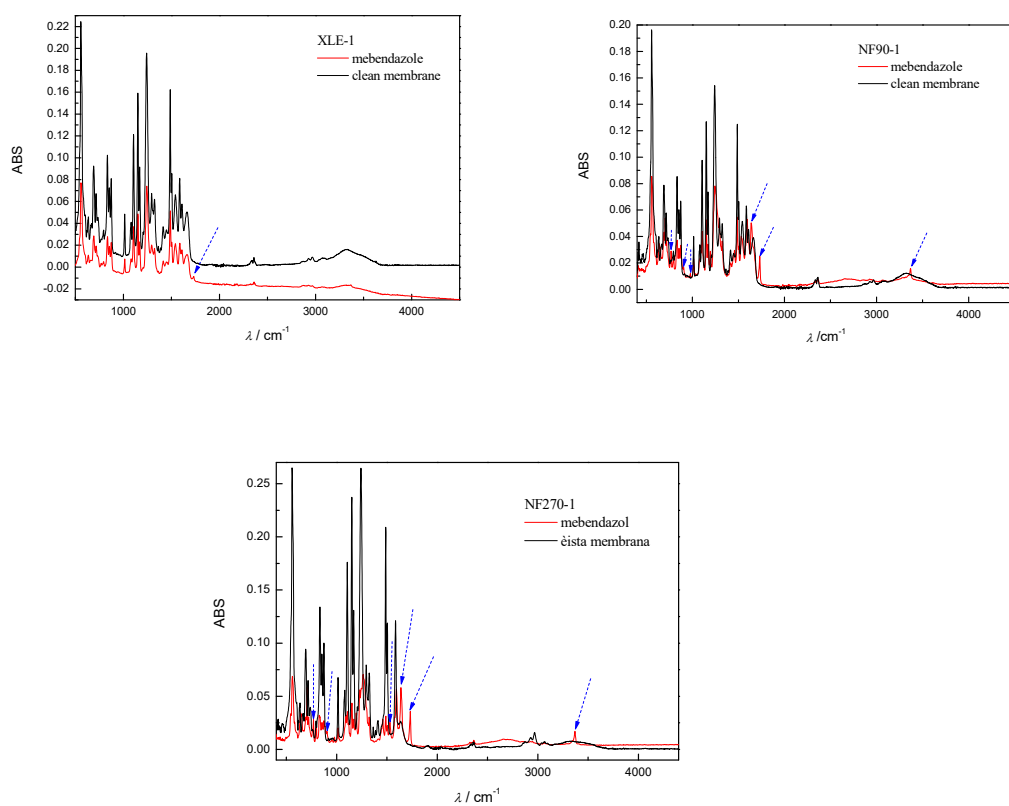 XLE-1
mebendazole
clean membrane
0.22
0.20
0.18
0.16
0.14
0.12
0.10
0.08
0.06
0.04
0.02
0.00
-0.02
ABS
1000 2000 3000 4000
λ / cm⁻¹
NF90-1
mebendazole
clean membrane
0.20
0.18
0.16
0.14
0.12
0.10
0.08
0.06
0.04
0.02
0.00
ABS
1000 2000 3000 4000
λ /cm⁻¹
NF270-1
mebendazol
èista membrana
0.25
0.20
0.15
0.10
0.05
0.00
ABS
1000 2000 3000 4000
λ / cm⁻¹